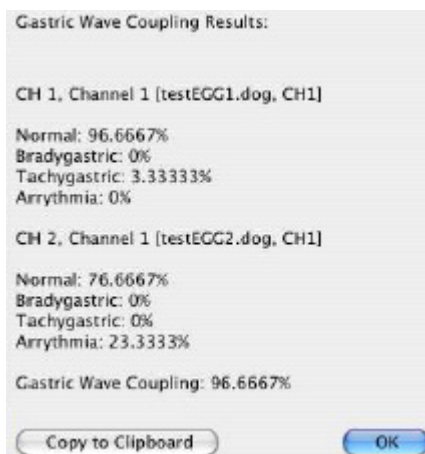 Gastric Wave Coupling Results:
CH 1, Channel 1 [testEGG1.dog, CH1]
Normal: 96.6667%
Bradygastric: 0%
Tachygastric: 3.33333%
Arrythmia: 0%
CH 2, Channel 1 [testEGG2.dog, CH1]
Normal: 76.6667%
Bradygastric: 0%
Tachygastric: 0%
Arrythmia: 23.3333%
Gastric Wave Coupling: 96.6667%
Copy to Clipboard
OK